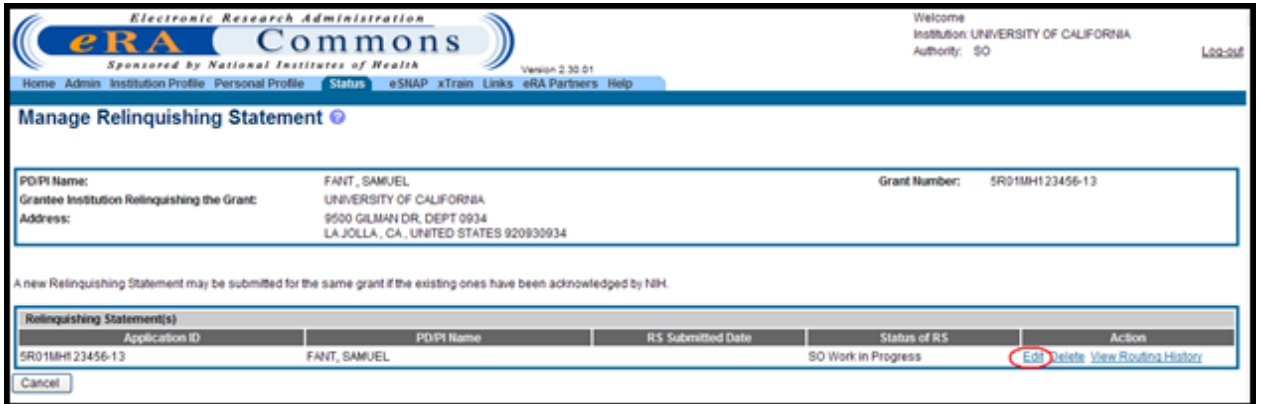 Electronic Research Administration
eRA Commons
Sponsored by National Institutes of Health
Version 2.30.01
Welcome
Institution: UNIVERSITY OF CALIFORNIA
Authority: SO
Log-out
Home Admin Institution Profile Personal Profile Status eSNAP xTrain Links eRA Partners Help
Manage Relinquishing Statement ?
PD/PI Name: FANT, SAMUEL Grant Number: 5R01MH123456-13
Grantee Institution Relinquishing the Grant: UNIVERSITY OF CALIFORNIA
Address: 9500 GILMAN DR, DEPT 0934
LA JOLLA , CA , UNITED STATES 920930934
A new Relinquishing Statement may be submitted for the same grant if the existing ones have been acknowledged by NIH.
Relinquishing Statement(s)
Application ID PD/PI Name RS Submitted Date Status of RS Action
5R01MH123456-13 FANT, SAMUEL SO Work in Progress Edit Delete View Routing History
Cancel